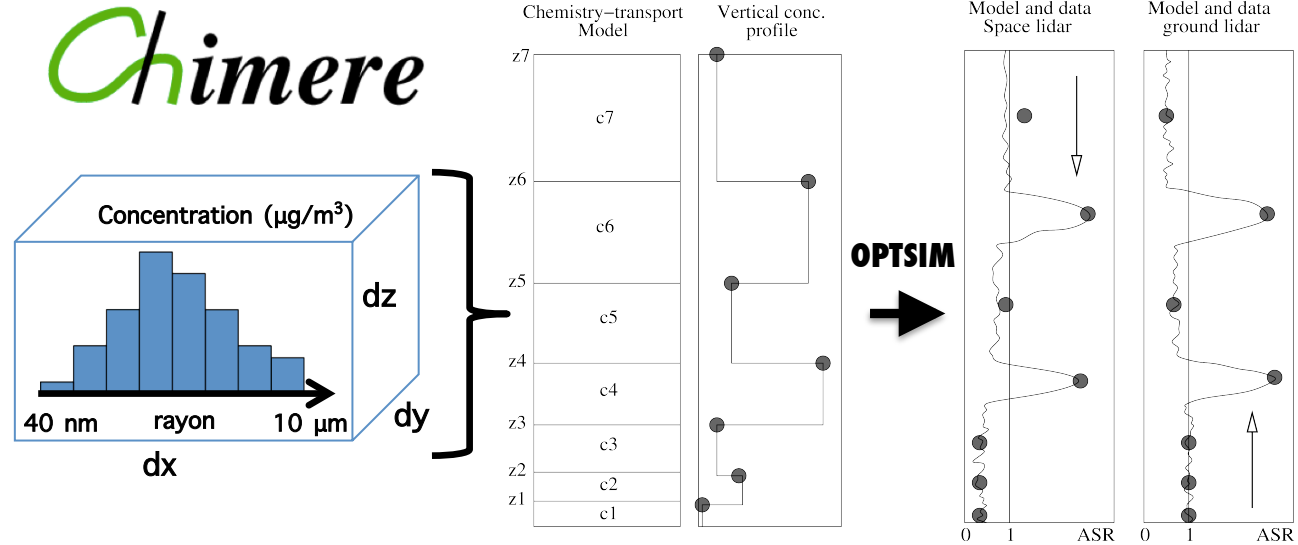 Chimere
Concentration (µg/m³)
dz
40 nm rayon 10 µm
dy
dx
Chemistry–transport
Model
z7
c7
z6
c6
z5
c5
z4
c4
z3
c3
z2
c2
z1
c1
Vertical conc.
profile
OPTSIM
Model and data
Space lidar
0 1 ASR
Model and data
ground lidar
0 1 ASR